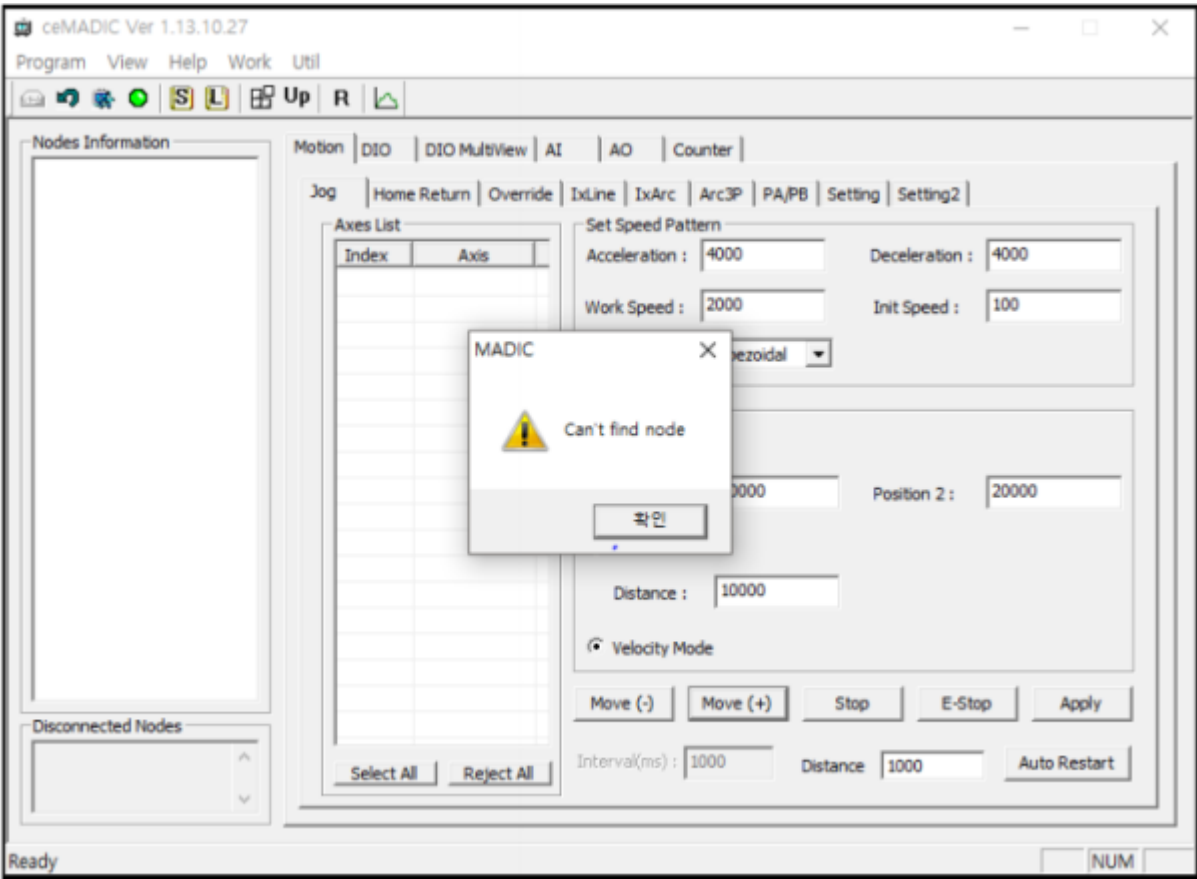 ceMADIC Ver 1.13.10.27
Program View Help Work Util
S L Up R
Nodes Information
Motion DIO DIO MultiView AI AO Counter
Jog Home Return Override IxLine IxArc Arc3P PA/PB Setting Setting2
Axes List
Index Axis
Set Speed Pattern
Acceleration : 4000 Deceleration : 4000
Work Speed : 2000 Init Speed : 100
pezoidal
MADIC
Can't find node
확인
0000 Position 2 : 20000
Distance : 10000
Velocity Mode
Move (-) Move (+) Stop E-Stop Apply
Disconnected Nodes
Select All Reject All
Interval(ms) : 1000 Distance 1000 Auto Restart
Ready NUM